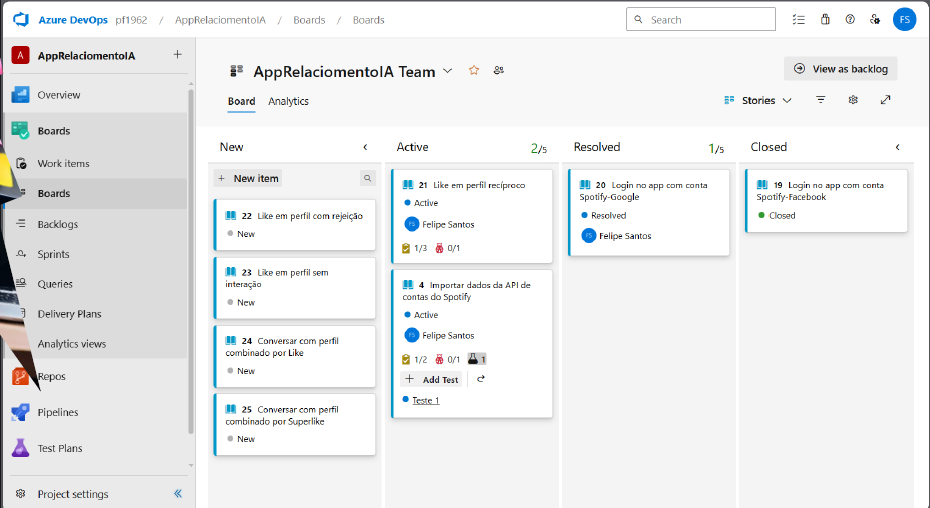 Azure DevOps pf1962 / AppRelaciomentoIA / Boards / Boards
Search
FS
A AppRelaciomentoIA +
Overview
Boards
Work items
Boards
Backlogs
Sprints
Queries
Delivery Plans
Analytics views
Repos
Pipelines
Test Plans
Project settings
AppRelaciomentoIA Team
View as backlog
Board Analytics
Stories
New
+ New item
22 Like em perfil com rejeição
New
23 Like em perfil sem
interação
New
24 Conversar com perfil
combinado por Like
New
25 Conversar com perfil
combinado por Superlike
New
Active 2/5
21 Like em perfil recíproco
Active
FS Felipe Santos
1/3 0/1
4 Importar dados da API de
contas do Spotify
Active
FS Felipe Santos
1/2 0/1 1
+ Add Test
Teste 1
Resolved 1/5
20 Login no app com conta
Spotify-Google
Resolved
FS Felipe Santos
Closed
19 Login no app com conta
Spotify-Facebook
Closed